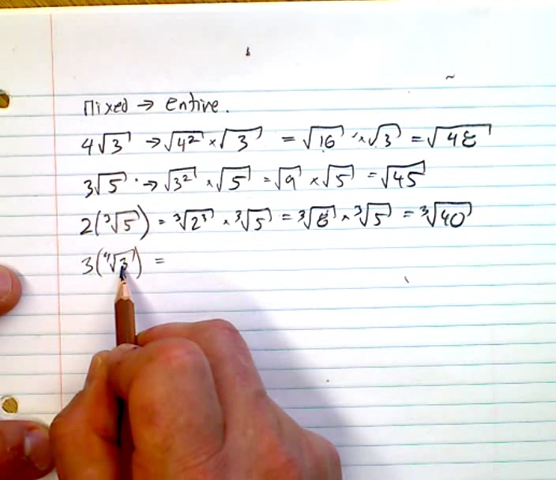 Mixed → entire.
4√3 → √4² × √3 = √16 × √3 = √48
3√5 → √3² × √5 = √9 × √5 = √45
2(³√5) = ³√2³ × ³√5 = ³√8 × ³√5 = ³√40
3(⁴√3) =